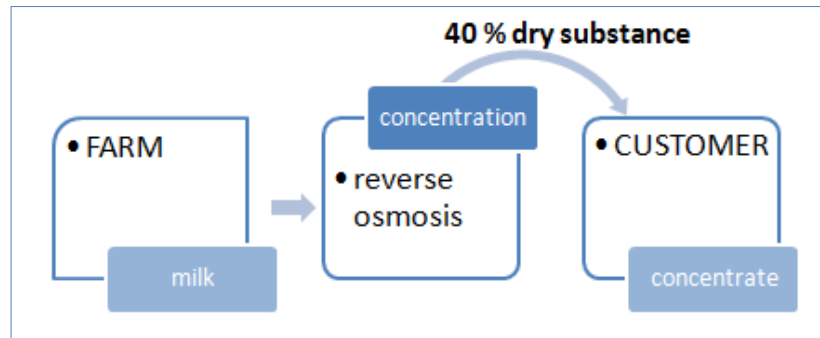 40 % dry substance
concentration
• FARM
• CUSTOMER
• reverse
osmosis
milk
concentrate